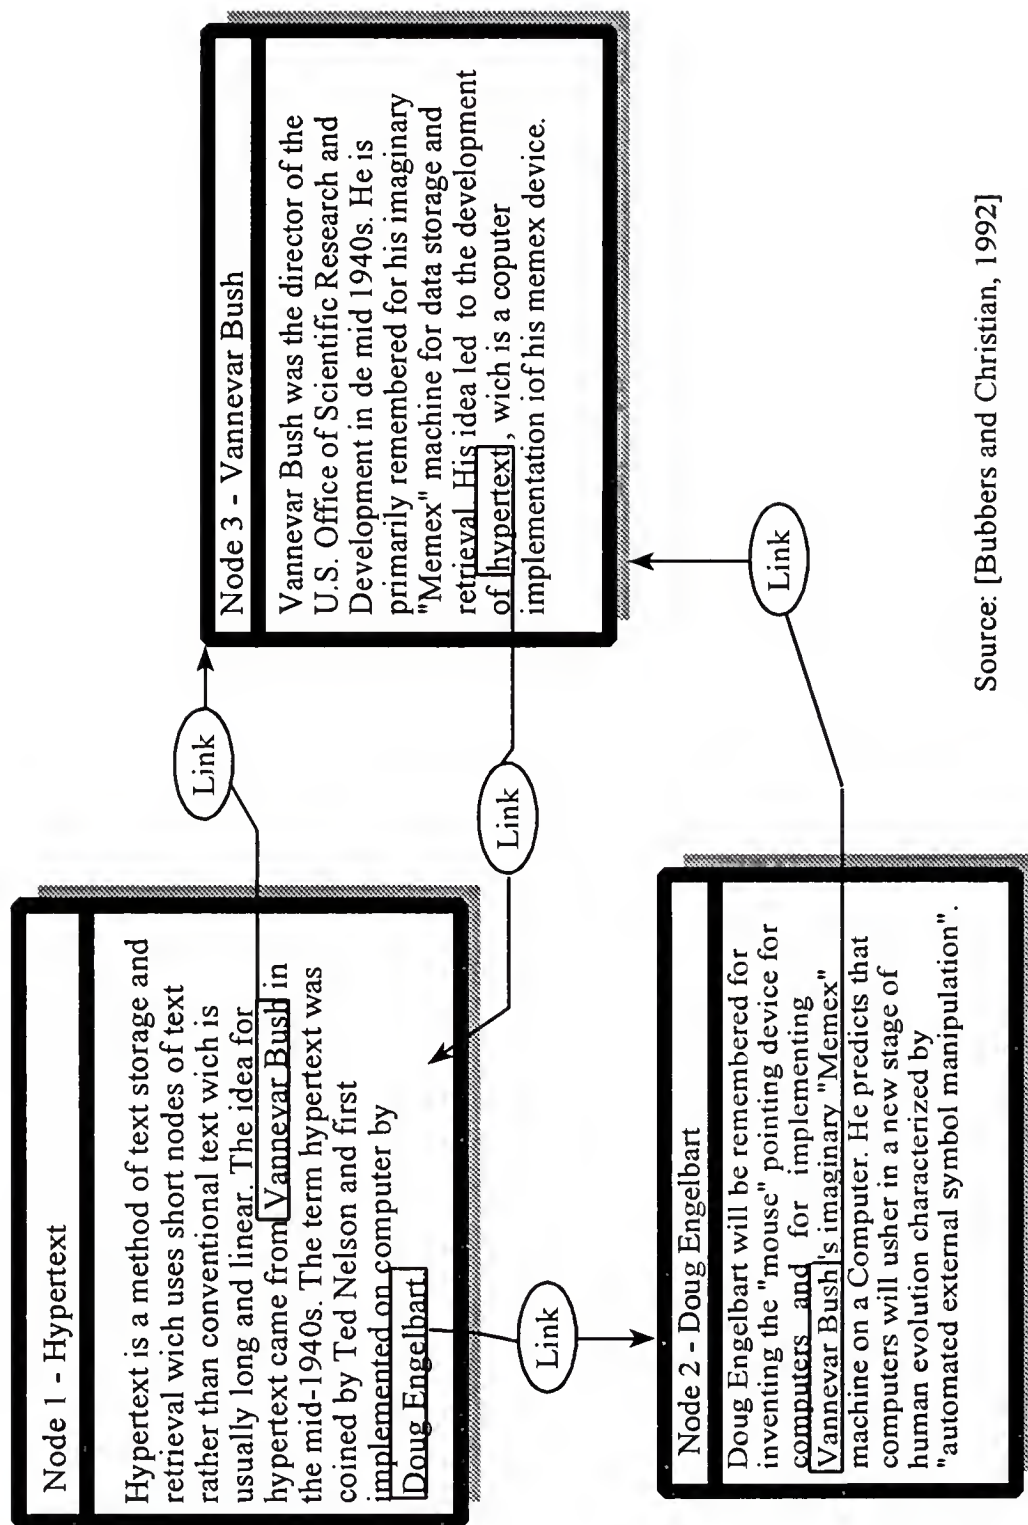 Node 1 - Hypertext
Hypertext is a method of text storage and
retrieval wich uses short nodes of text
rather than conventional text wich is
usually long and linear. The idea for
hypertext came from Vannevar Bush in
the mid-1940s. The term hypertext was
coined by Ted Nelson and first
implemented on computer by
Doug Engelbart.
Link
Link
Link
Node 3 - Vannevar Bush
Vannevar Bush was the director of the
U.S. Office of Scientific Research and
Development in de mid 1940s. He is
primarily remembered for his imaginary
"Memex" machine for data storage and
retrieval. His idea led to the development
of hypertext, wich is a coputer
implementation iof his memex device.
Node 2 - Doug Engelbart
Doug Engelbart will be remembered for
inventing the "mouse" pointing device for
computers and for implementing
Vannevar Bush's imaginary "Memex"
machine on a Computer. He predicts that
computers will usher in a new stage of
human evolution characterized by
"automated external symbol manipulation".
Link
Source: [Bubbers and Christian, 1992]